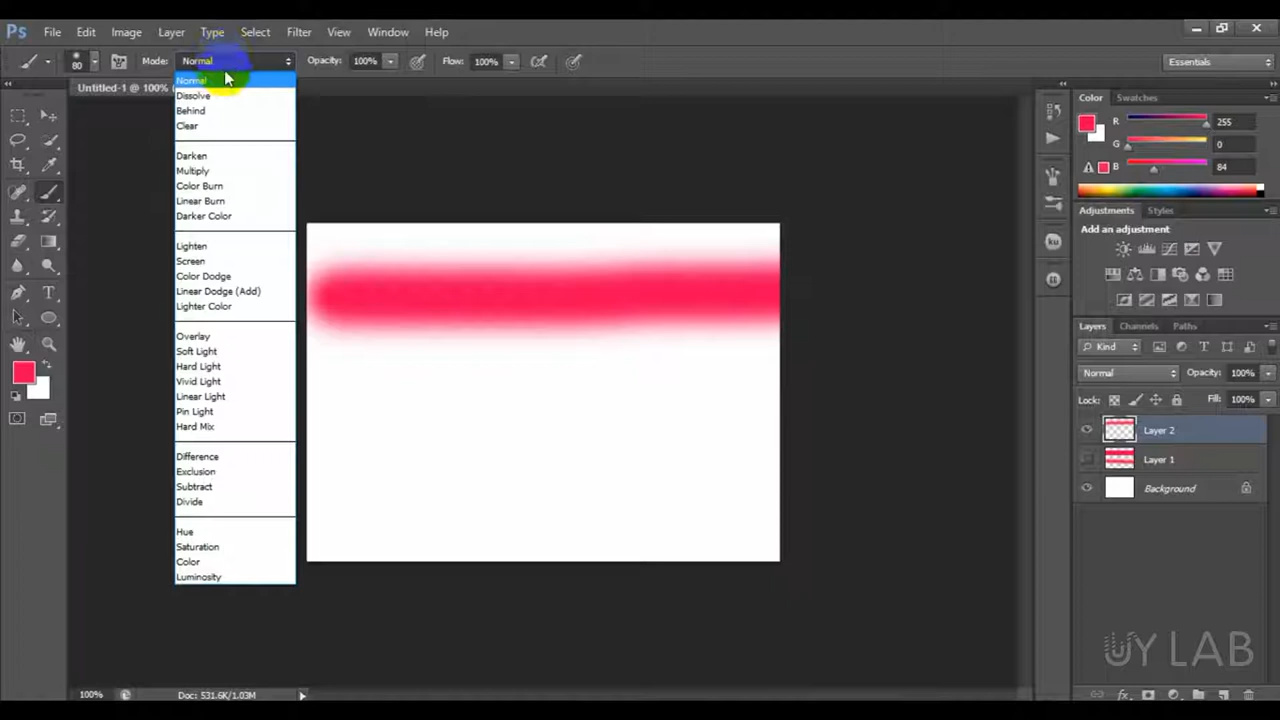 Ps File Edit Image Layer Type Select Filter View Window Help
80 Mode: Normal Opacity: 100% Flow: 100% Essentials
Untitled-1 @ 100%
Normal
Dissolve
Behind
Clear
Darken
Multiply
Color Burn
Linear Burn
Darker Color
Lighten
Screen
Color Dodge
Linear Dodge (Add)
Lighter Color
Overlay
Soft Light
Hard Light
Vivid Light
Linear Light
Pin Light
Hard Mix
Difference
Exclusion
Subtract
Divide
Hue
Saturation
Color
Luminosity
Color Swatches
R 255
G 0
B 84
Adjustments Styles
Add an adjustment
Layers Channels Paths
Kind
Normal Opacity: 100%
Lock: Fill: 100%
Layer 2
Layer 1
Background
UY LAB
100% Doc: 531.6K/1.03M